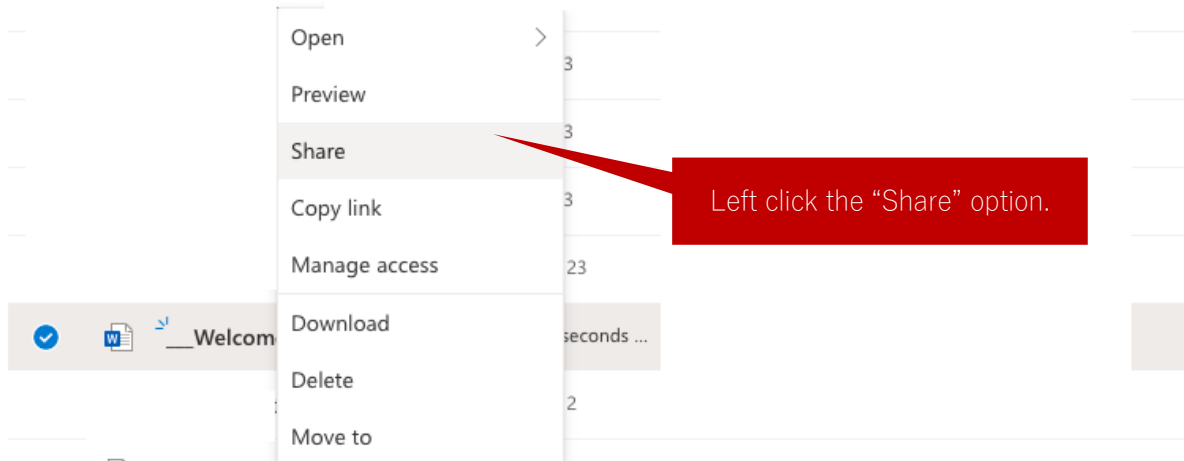 Open
3
Preview
3
Share
Left click the “Share” option.
3
Copy link
Manage access
23
___Welcom
Download
seconds ...
Delete
2
Move to